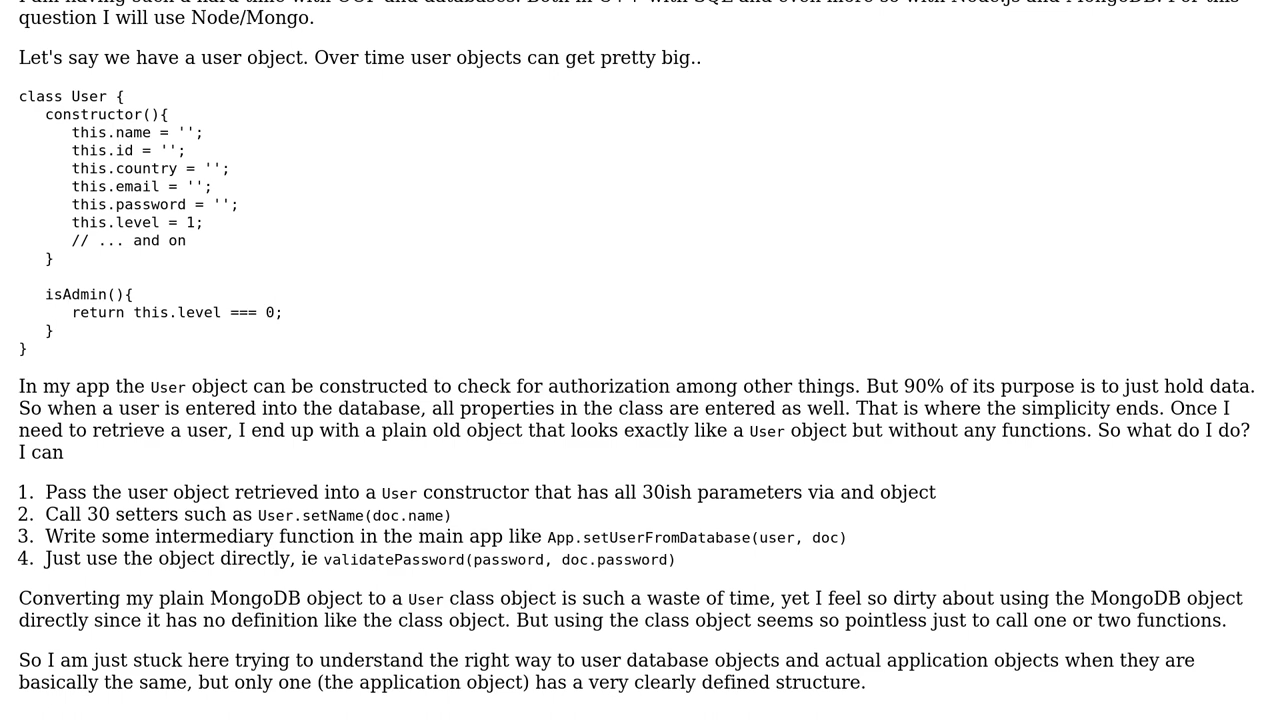 question I will use Node/Mongo.
Let's say we have a user object. Over time user objects can get pretty big..
class User {
   constructor(){
      this.name = '';
      this.id = '';
      this.country = '';
      this.email = '';
      this.password = '';
      this.level = 1;
      // ... and on
   }

   isAdmin(){
      return this.level === 0;
   }
}
In my app the User object can be constructed to check for authorization among other things. But 90% of its purpose is to just hold data.
So when a user is entered into the database, all properties in the class are entered as well. That is where the simplicity ends. Once I
need to retrieve a user, I end up with a plain old object that looks exactly like a User object but without any functions. So what do I do?
I can
1. Pass the user object retrieved into a User constructor that has all 30ish parameters via and object
2. Call 30 setters such as User.setName(doc.name)
3. Write some intermediary function in the main app like App.setUserFromDatabase(user, doc)
4. Just use the object directly, ie validatePassword(password, doc.password)
Converting my plain MongoDB object to a User class object is such a waste of time, yet I feel so dirty about using the MongoDB object
directly since it has no definition like the class object. But using the class object seems so pointless just to call one or two functions.
So I am just stuck here trying to understand the right way to user database objects and actual application objects when they are
basically the same, but only one (the application object) has a very clearly defined structure.